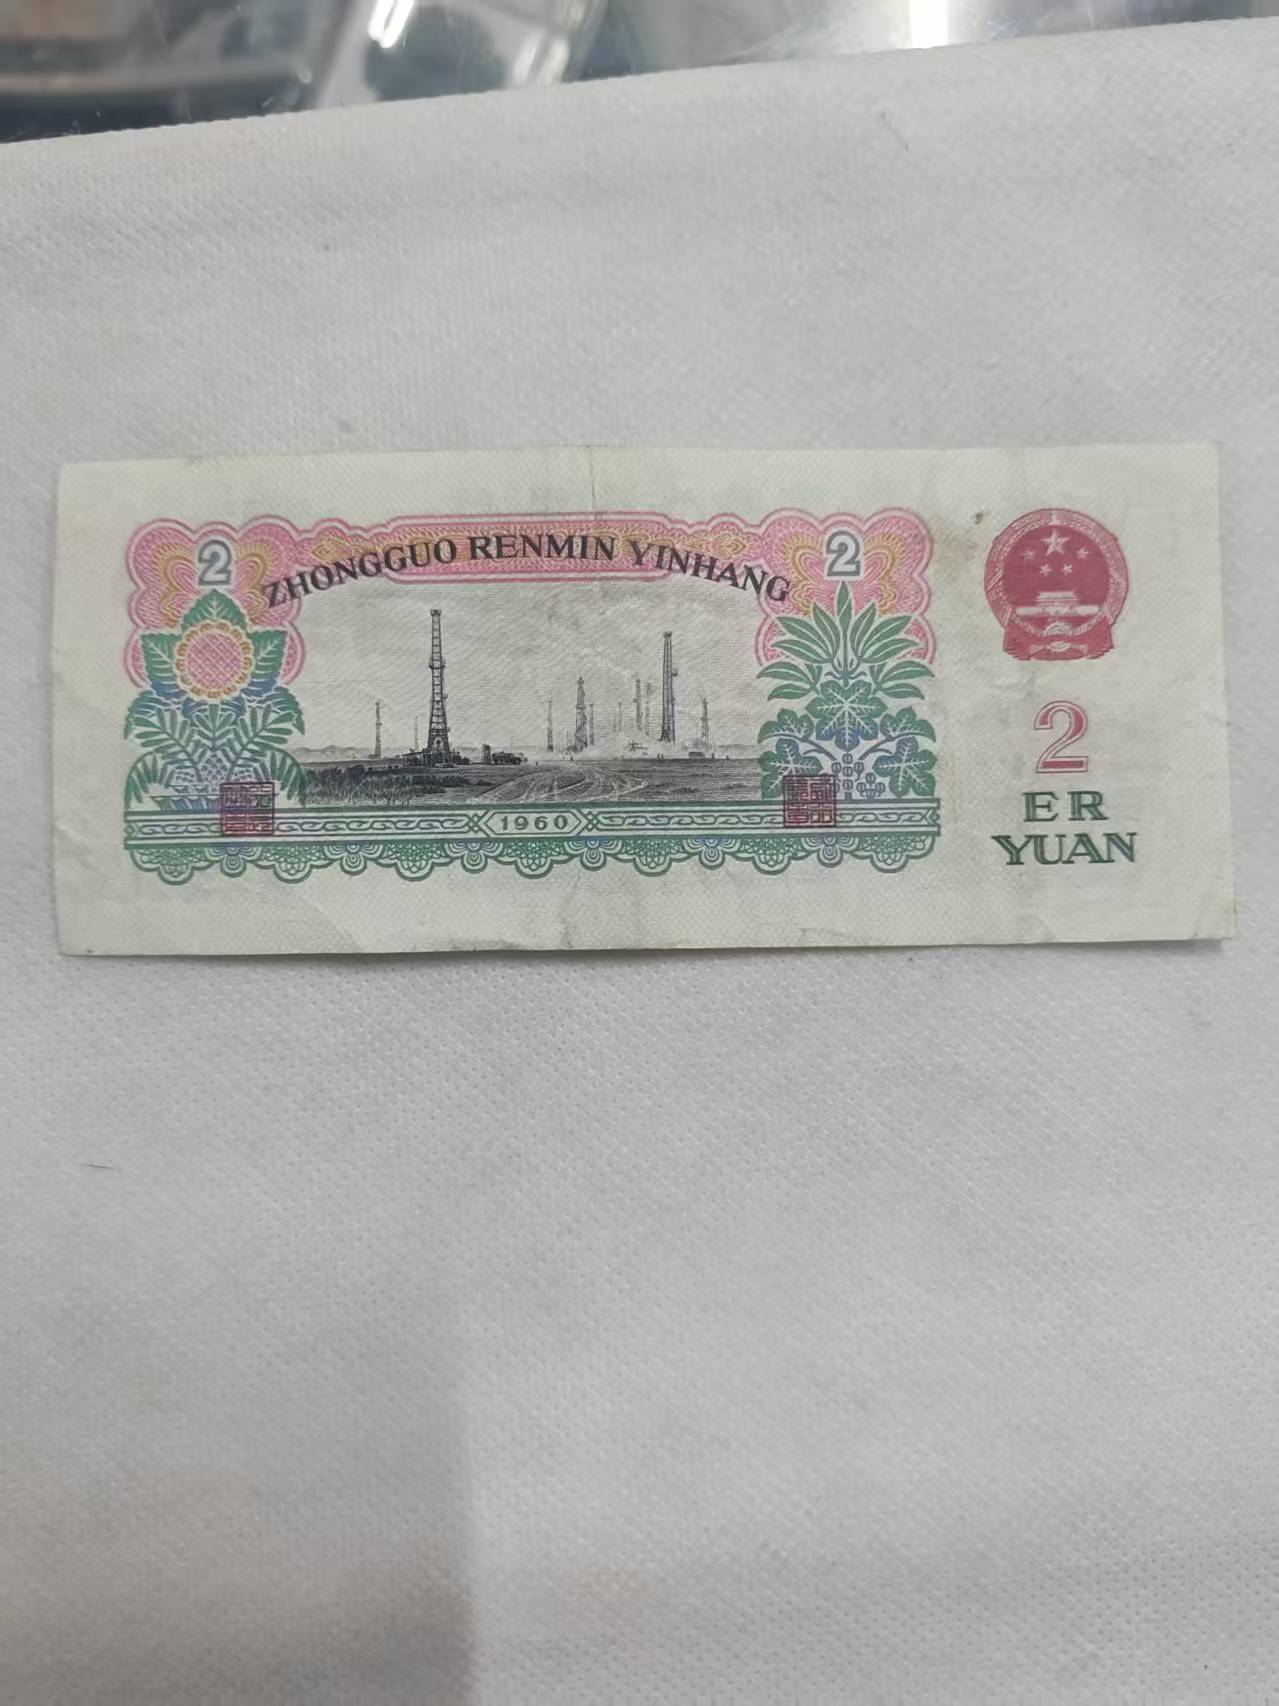 2
ZHONGGUO RENMIN YINHANG
2
1960
2
ER
YUAN